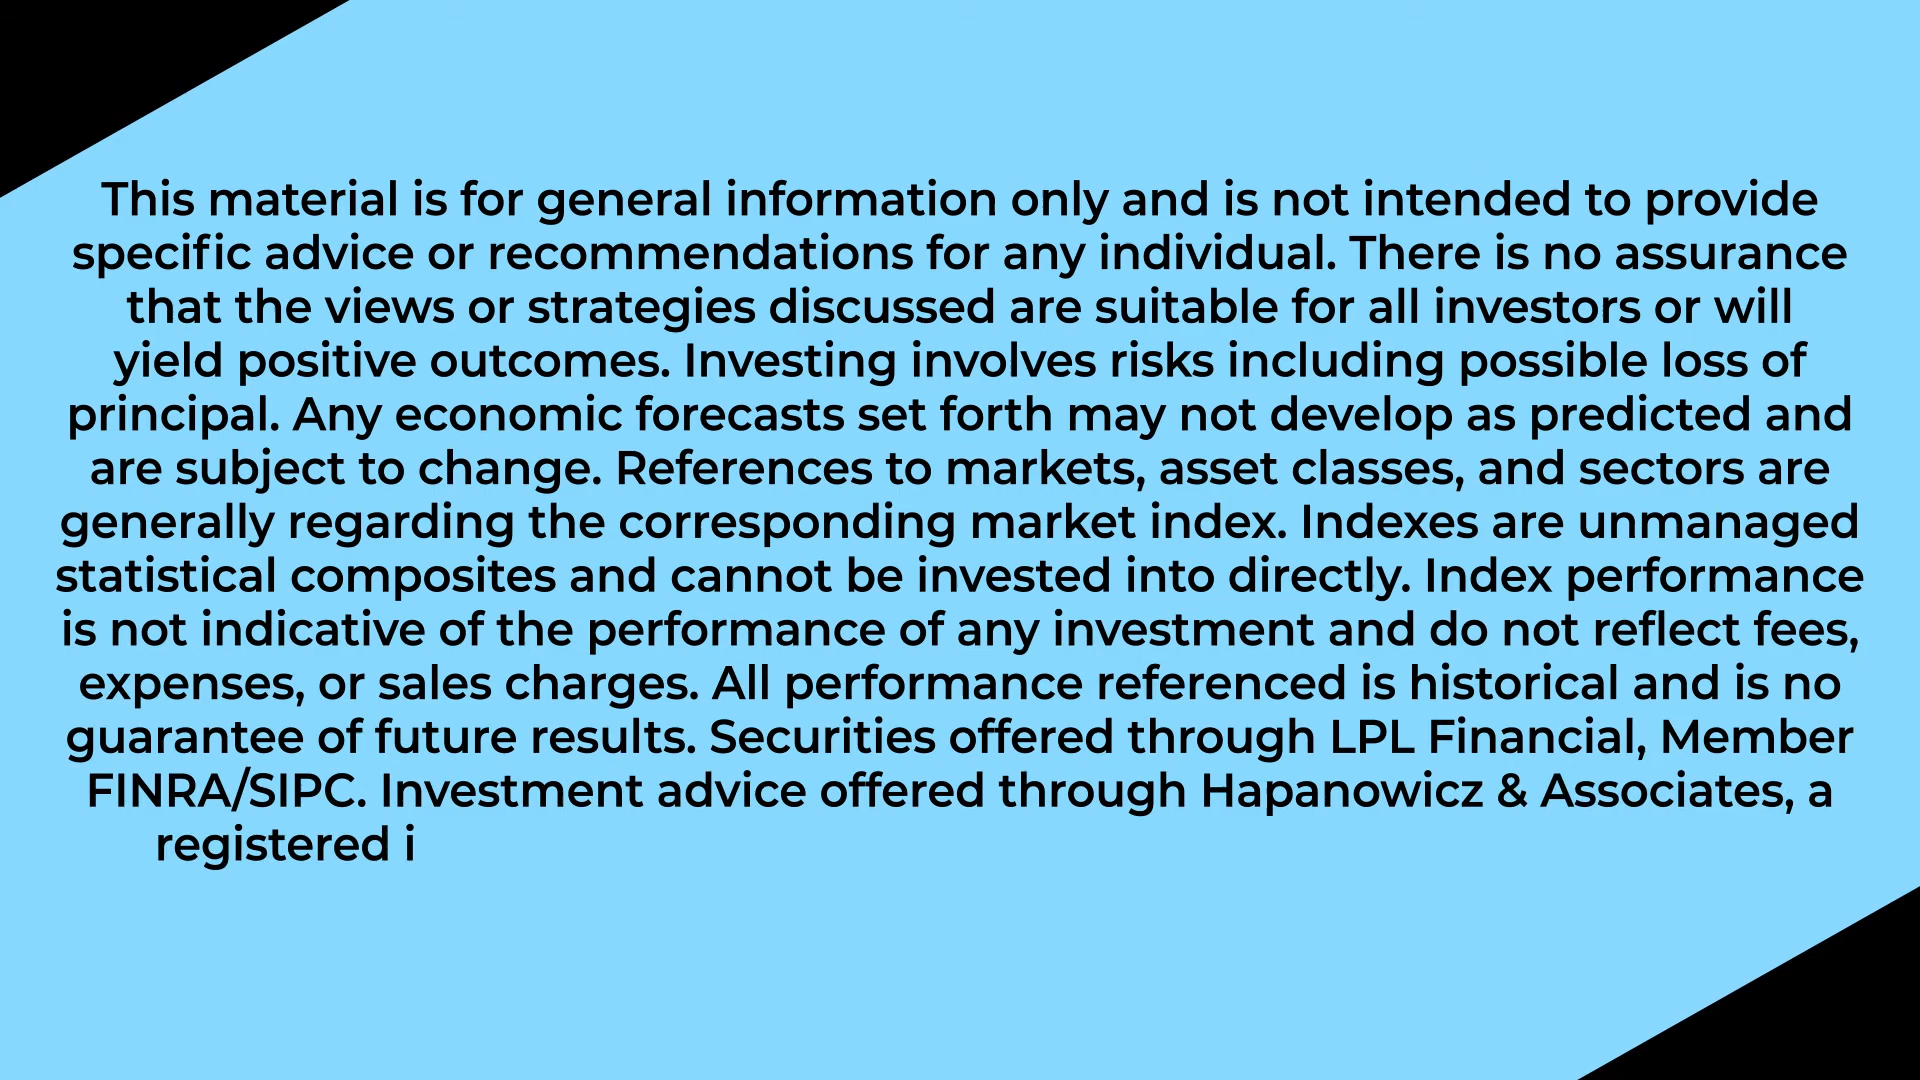 This material is for general information only and is not intended to provide
specific advice or recommendations for any individual. There is no assurance
that the views or strategies discussed are suitable for all investors or will
yield positive outcomes. Investing involves risks including possible loss of
principal. Any economic forecasts set forth may not develop as predicted and
are subject to change. References to markets, asset classes, and sectors are
generally regarding the corresponding market index. Indexes are unmanaged
statistical composites and cannot be invested into directly. Index performance
is not indicative of the performance of any investment and do not reflect fees,
expenses, or sales charges. All performance referenced is historical and is no
guarantee of future results. Securities offered through LPL Financial, Member
FINRA/SIPC. Investment advice offered through Hapanowicz & Associates, a
registered i